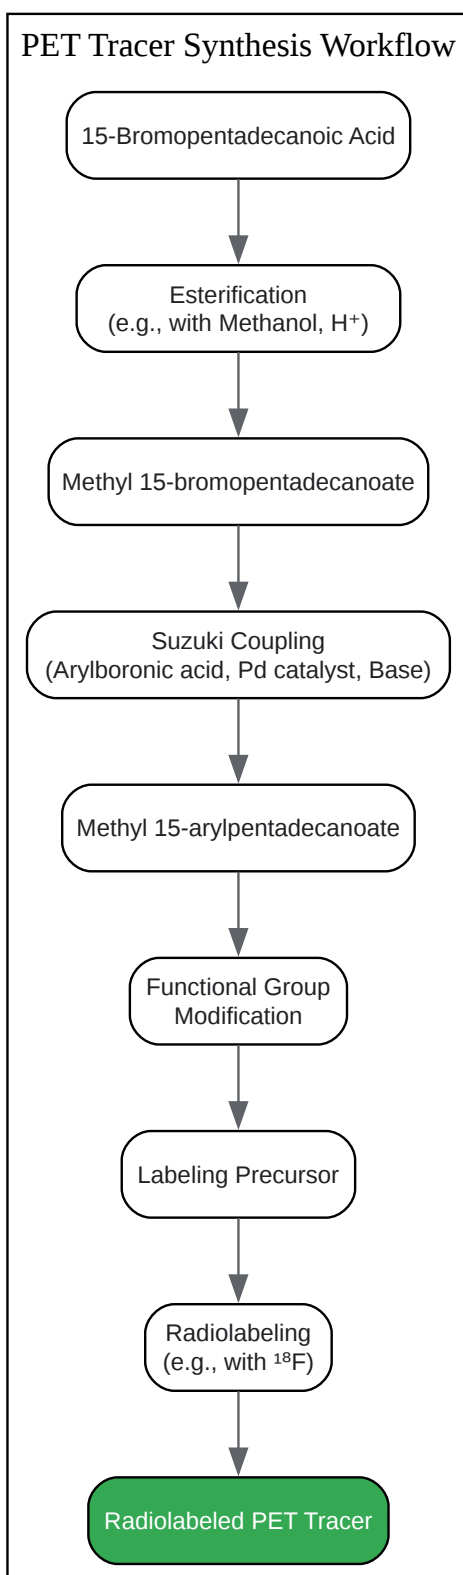 PET Tracer Synthesis Workflow
15-Bromopentadecanoic Acid
Esterification
(e.g., with Methanol, H⁺)
Methyl 15-bromopentadecanoate
Suzuki Coupling
(Arylboronic acid, Pd catalyst, Base)
Methyl 15-arylpentadecanoate
Functional Group
Modification
Labeling Precursor
Radiolabeling
(e.g., with ¹⁸F)
Radiolabeled PET Tracer